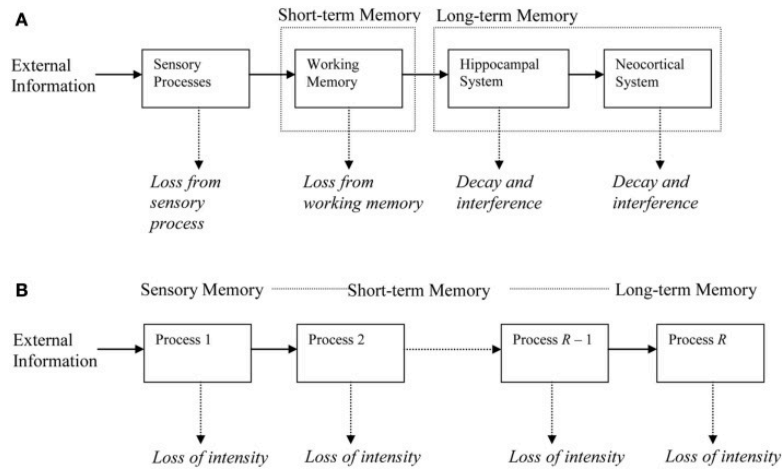 A
Short-term Memory
Long-term Memory
External
Information
Sensory
Processes
Working
Memory
Hippocampal
System
Neocortical
System
Loss from
sensory
process
Loss from
working memory
Decay and
interference
Decay and
interference
B
Sensory Memory
Short-term Memory
Long-term Memory
External
Information
Process 1
Process 2
Process R – 1
Process R
Loss of intensity
Loss of intensity
Loss of intensity
Loss of intensity